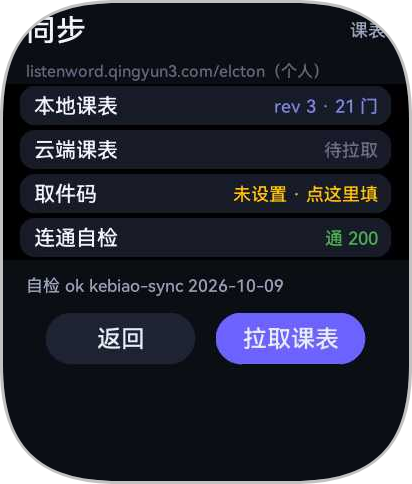 同步 课表
listenword.qingyun3.com/elcton（个人）
本地课表 rev 3 · 21 门
云端课表 待拉取
取件码 未设置 · 点这里填
连通自检 通 200
自检 ok kebiao-sync 2026-10-09
返回 拉取课表